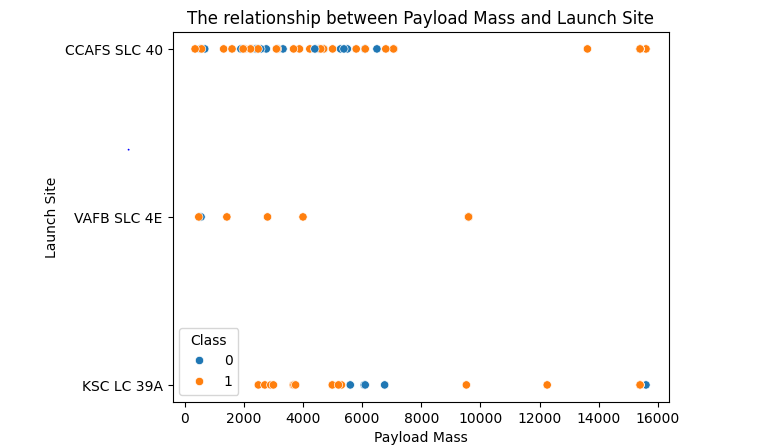 The relationship between Payload Mass and Launch Site
CCAFS SLC 40
VAFB SLC 4E
KSC LC 39A
Launch Site
Class
0
1
0 2000 4000 6000 8000 10000 12000 14000 16000
Payload Mass